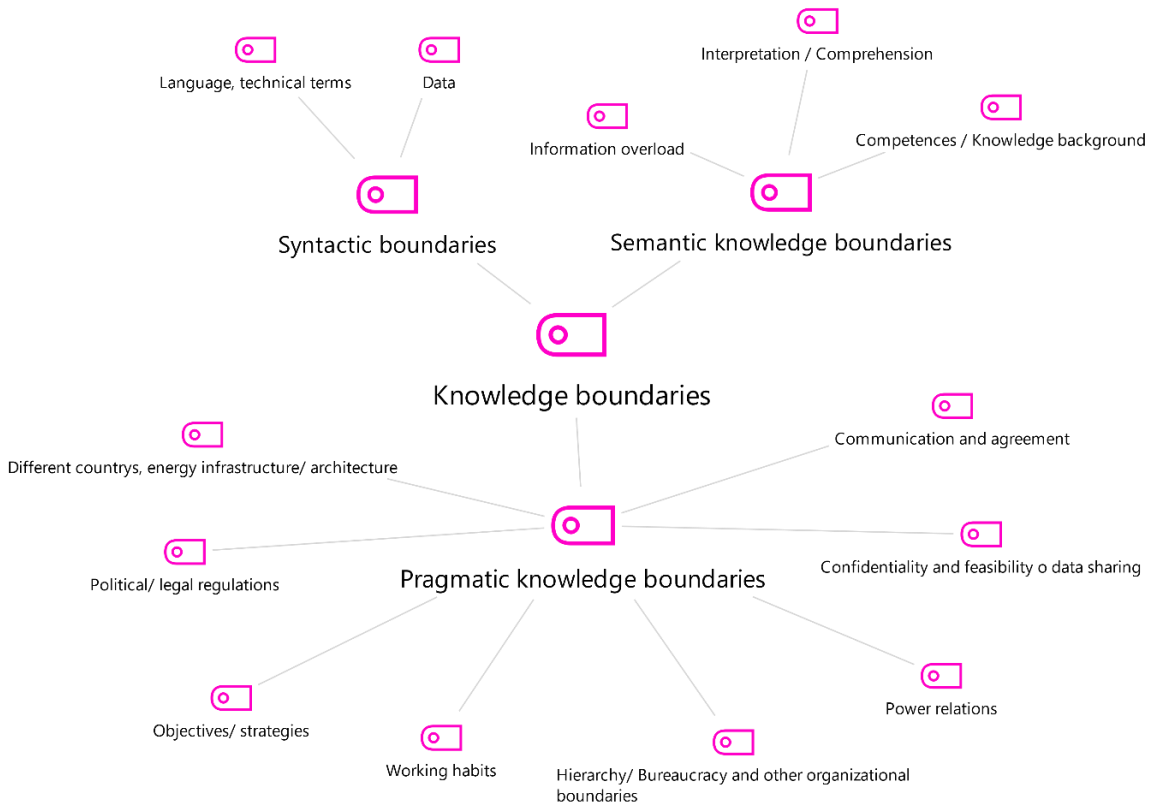 Interpretation / Comprehension
Language, technical terms
Data
Information overload
Competences / Knowledge background
Syntactic boundaries
Semantic knowledge boundaries
Knowledge boundaries
Communication and agreement
Different countrys, energy infrastructure/ architecture
Confidentiality and feasibility o data sharing
Political/ legal regulations
Pragmatic knowledge boundaries
Power relations
Objectives/ strategies
Working habits
Hierarchy/ Bureaucracy and other organizational
boundaries